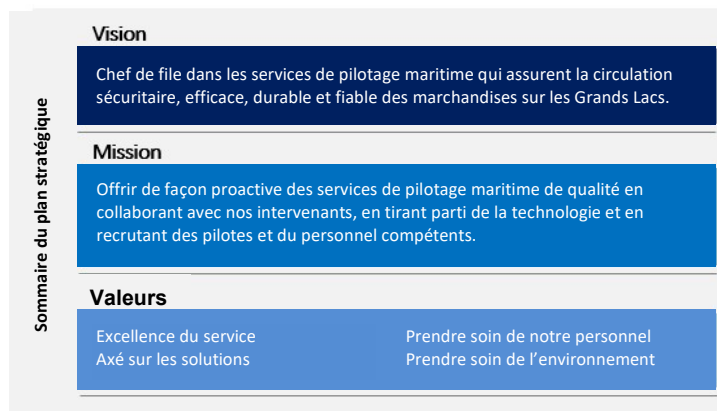 Sommaire du plan stratégique
Vision
Chef de file dans les services de pilotage maritime qui assurent la circulation
sécuritaire, efficace, durable et fiable des marchandises sur les Grands Lacs.
Mission
Offrir de façon proactive des services de pilotage maritime de qualité en
collaborant avec nos intervenants, en tirant parti de la technologie et en
recrutant des pilotes et du personnel compétents.
Valeurs
Excellence du service
Axé sur les solutions
Prendre soin de notre personnel
Prendre soin de l’environnement